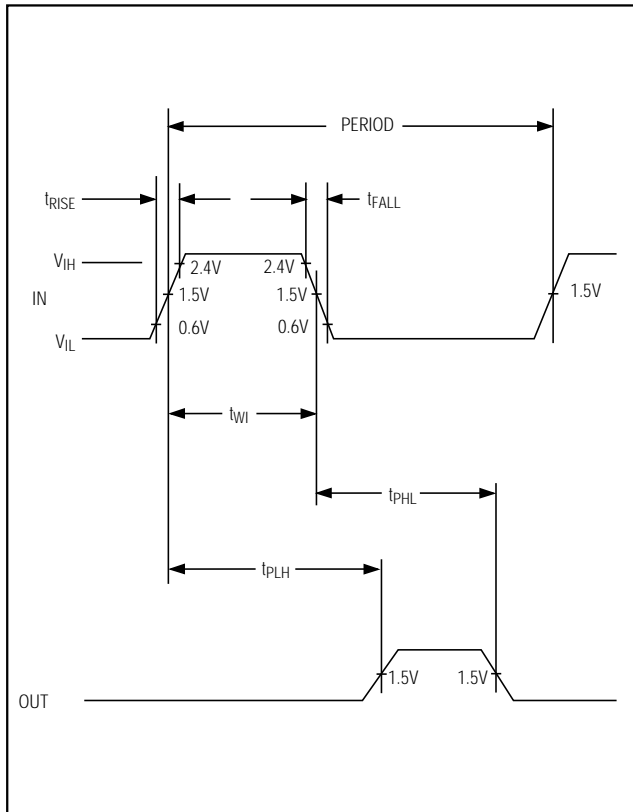 PERIOD
tRISE
tFALL
VIH
2.4V
2.4V
IN
1.5V
1.5V
1.5V
0.6V
0.6V
VIL
tWI
tPHL
tPLH
1.5V
1.5V
OUT